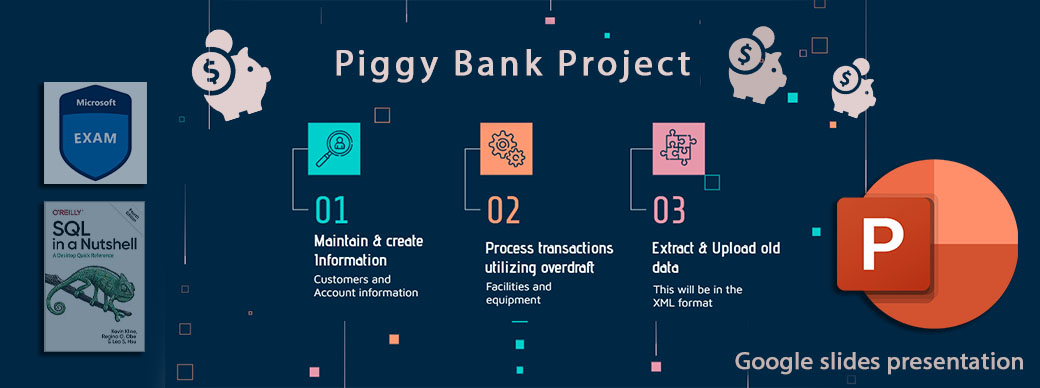 Piggy Bank Project
Microsoft
EXAM
O'REILLY
Fourth Edition
SQL
in a Nutshell
A Desktop Quick Reference
Kevin Kline,
Regina O. Obe
& Leo S. Hsu
01
Maintain & create
Information
Customers and
Account information
02
Process transactions
utilizing overdraft
Facilities and
equipment
03
Extract & Upload old
data
This will be in the
XML format
P
Google slides presentation